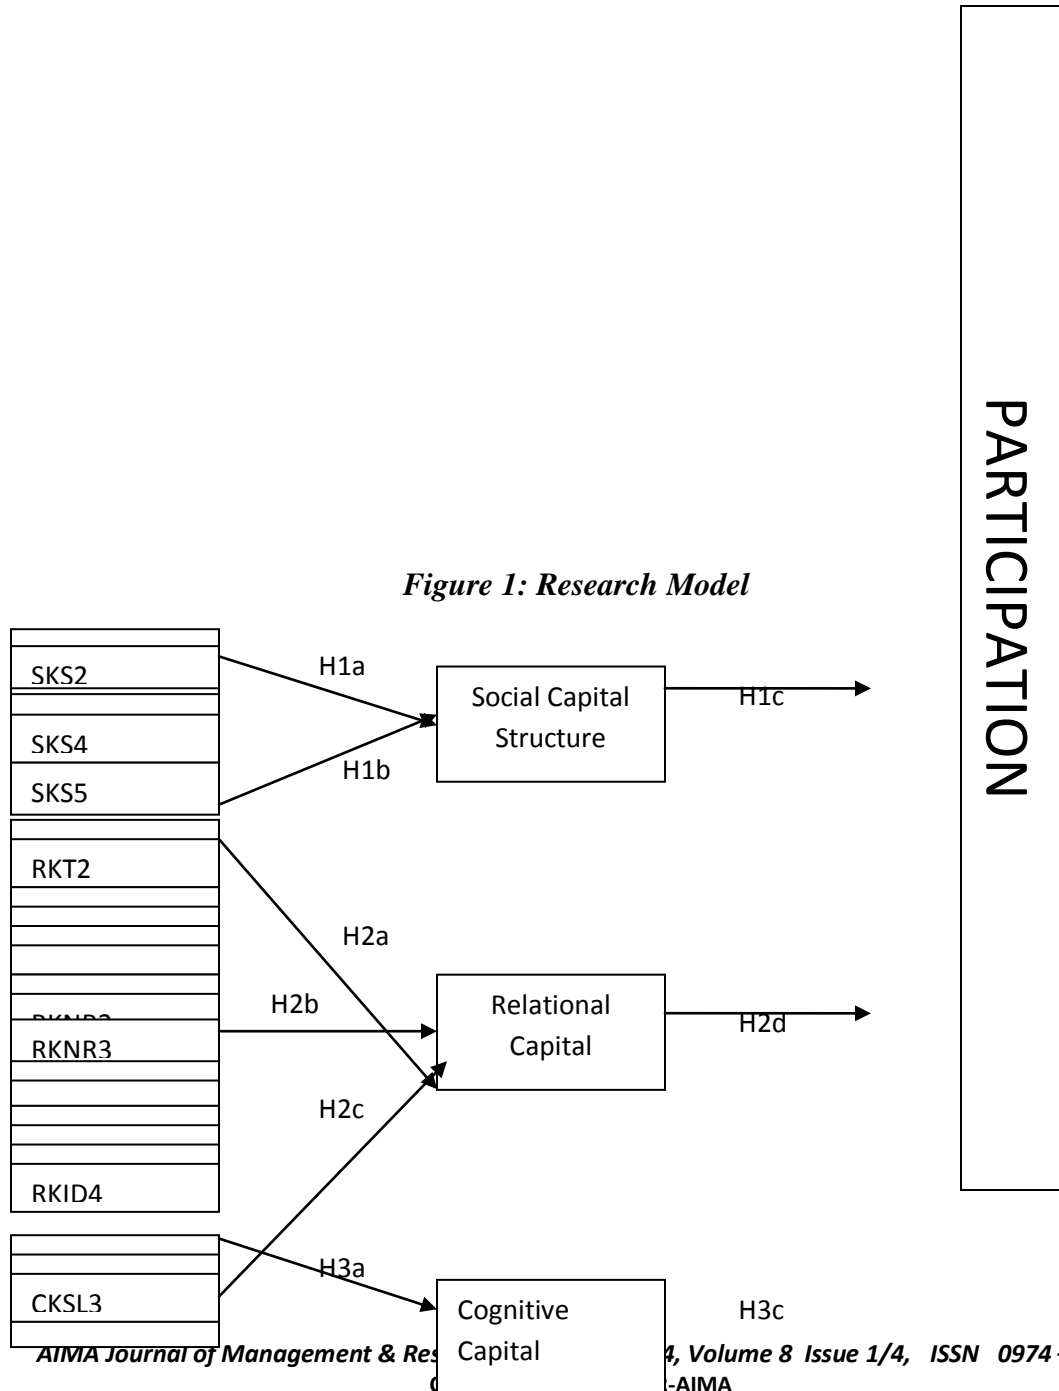 PARTICIPATION
Figure 1: Research Model
SKS2
H1a
Social Capital
Structure
H1c
SKS4
H1b
SKS5
RKT2
H2a
H2b
Relational
Capital
H2d
RKNR3
H2c
RKID4
H3a
CKSL3
Cognitive
Capital
H3c
AIMA Journal of Management & 4, Volume 8 Issue 1/4, ISSN 0974 -
-AIMA